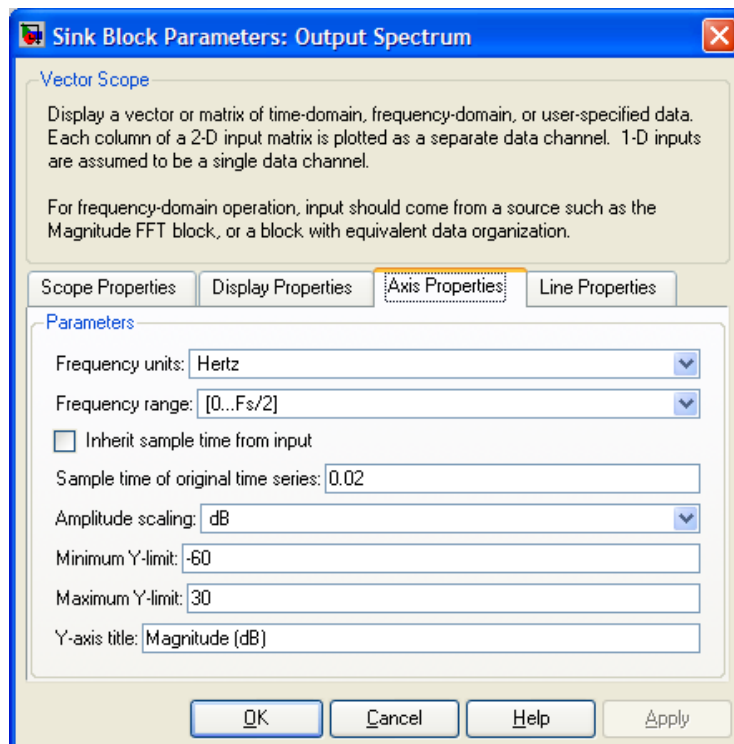 Sink Block Parameters: Output Spectrum
Vector Scope
Display a vector or matrix of time-domain, frequency-domain, or user-specified data.
Each column of a 2-D input matrix is plotted as a separate data channel. 1-D inputs
are assumed to be a single data channel.
For frequency-domain operation, input should come from a source such as the
Magnitude FFT block, or a block with equivalent data organization.
Scope Properties Display Properties Axis Properties Line Properties
Parameters
Frequency units: Hertz
Frequency range: [0...Fs/2]
Inherit sample time from input
Sample time of original time series: 0.02
Amplitude scaling: dB
Minimum Y-limit: -60
Maximum Y-limit: 30
Y-axis title: Magnitude (dB)
OK Cancel Help Apply